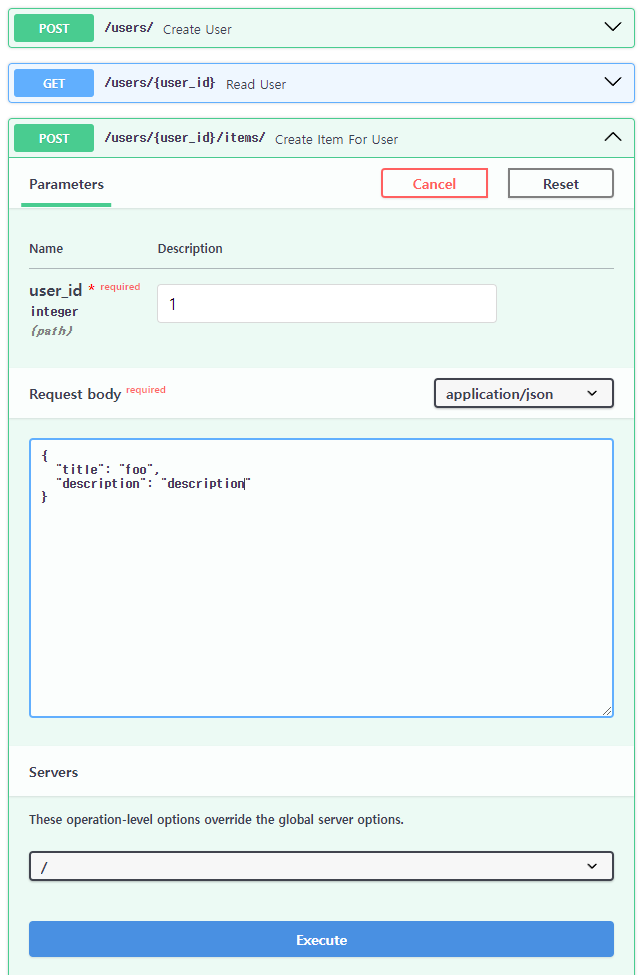 POST /users/ Create User
GET /users/{user_id} Read User
POST /users/{user_id}/items/ Create Item For User
Parameters Cancel Reset
Name Description
user_id * required 1
integer
(path)
Request body required application/json
{
"title": "foo",
"description": "description"
}
Servers
These operation-level options override the global server options.
/
Execute